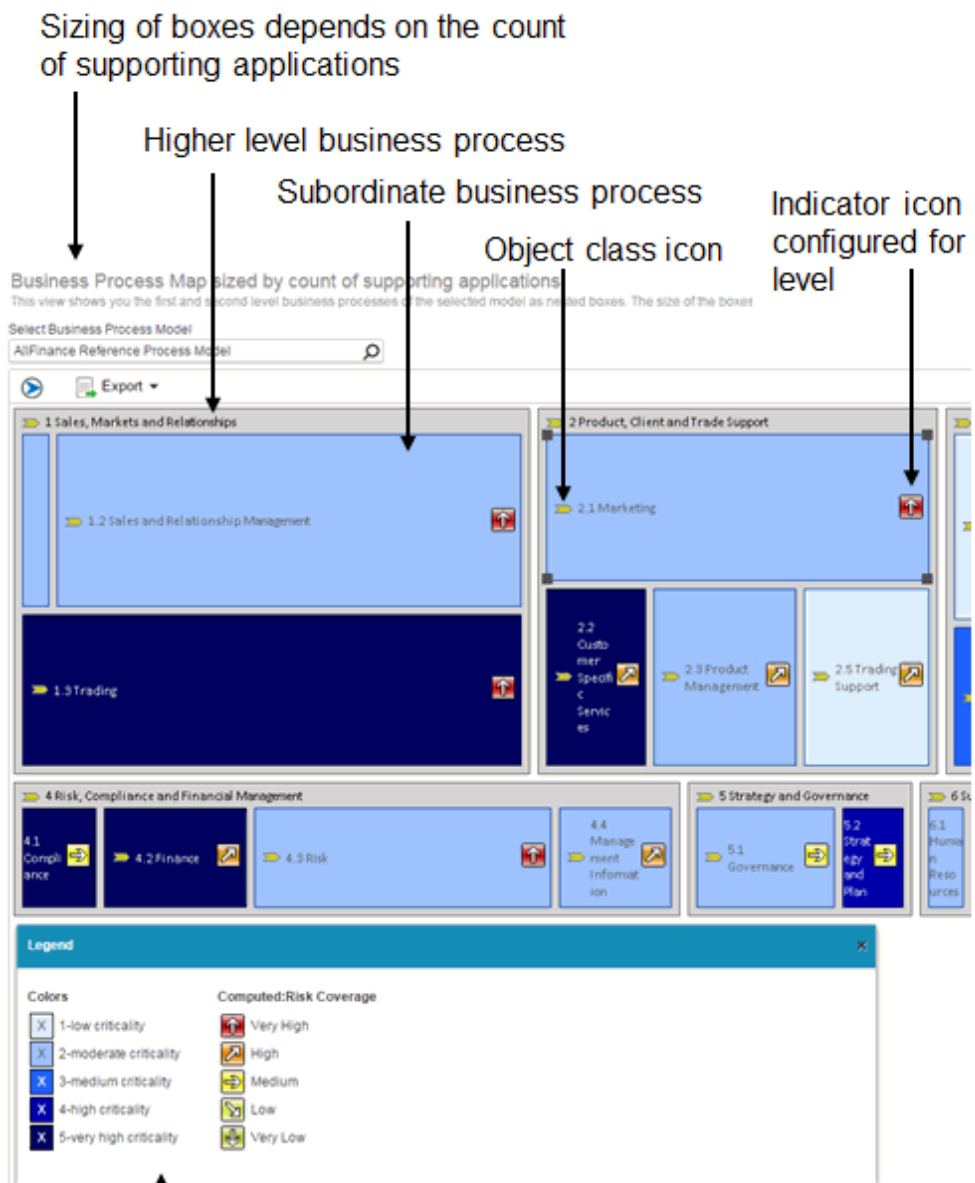 Sizing of boxes depends on the count
of supporting applications
Higher level business process
Subordinate business process
Object class icon
Indicator icon
configured for
level
Business Process Map sized by count of supporting applications
This view shows you the first and second level business processes of the selected model as nested boxes. The size of the boxes
Select Business Process Model
AllFinance Reference Process Model
Export
1 Sales, Markets and Relationships
2 Product, Client and Trade Support
1.2 Sales and Relationship Management
2.1 Marketing
1.3 Trading
2.2
Custo
mer
Specifi
c
Servic
es
2.3 Product
Management
2.5 Trading
Support
4 Risk, Compliance and Financial Management
5 Strategy and Governance
6 Su
4.1
Compli
ance
4.2 Finance
4.3 Risk
4.4
Manage
ment
Informat
ion
5.1
Governance
5.2
Strat
egy
and
Plan
6.1
Huma
n
Reso
urces
Legend
Colors
Computed:Risk Coverage
X 1-low criticality
Very High
X 2-moderate criticality
High
X 3-medium criticality
Medium
X 4-high criticality
Low
X 5-very high criticality
Very Low